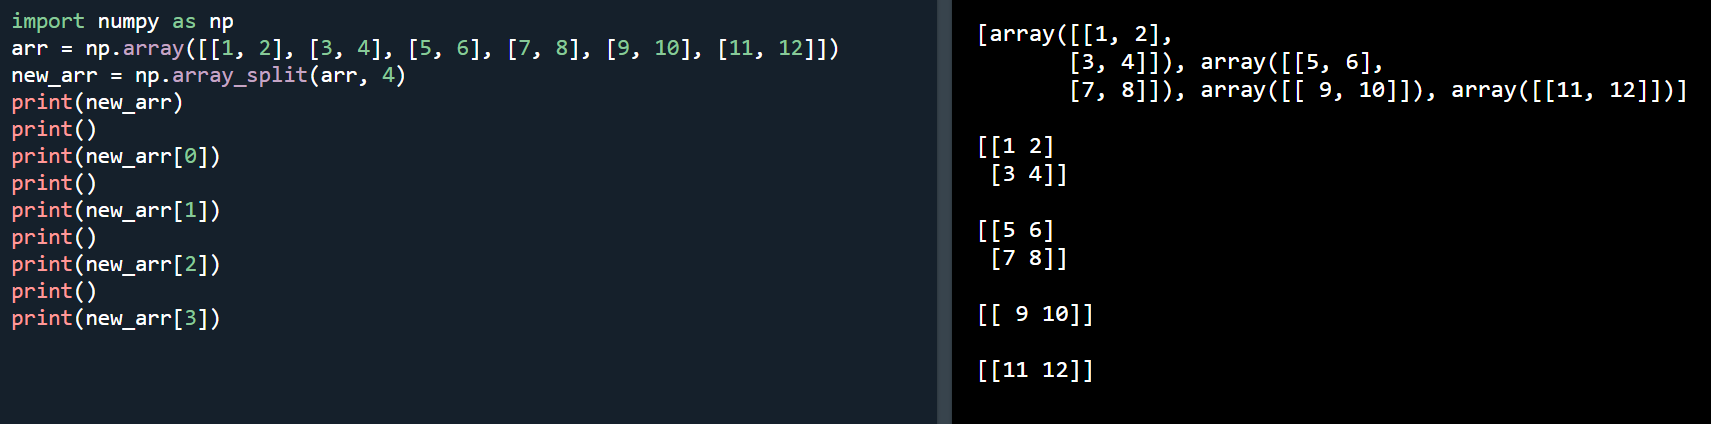 import numpy as np
arr = np.array([[1, 2], [3, 4], [5, 6], [7, 8], [9, 10], [11, 12]])
new_arr = np.array_split(arr, 4)
print(new_arr)
print()
print(new_arr[0])
print()
print(new_arr[1])
print()
print(new_arr[2])
print()
print(new_arr[3])
[array([[1, 2],
       [3, 4]]), array([[5, 6],
       [7, 8]]), array([[ 9, 10]]), array([[11, 12]])]
[[1 2]
 [3 4]]
[[5 6]
 [7 8]]
[[ 9 10]]
[[11 12]]